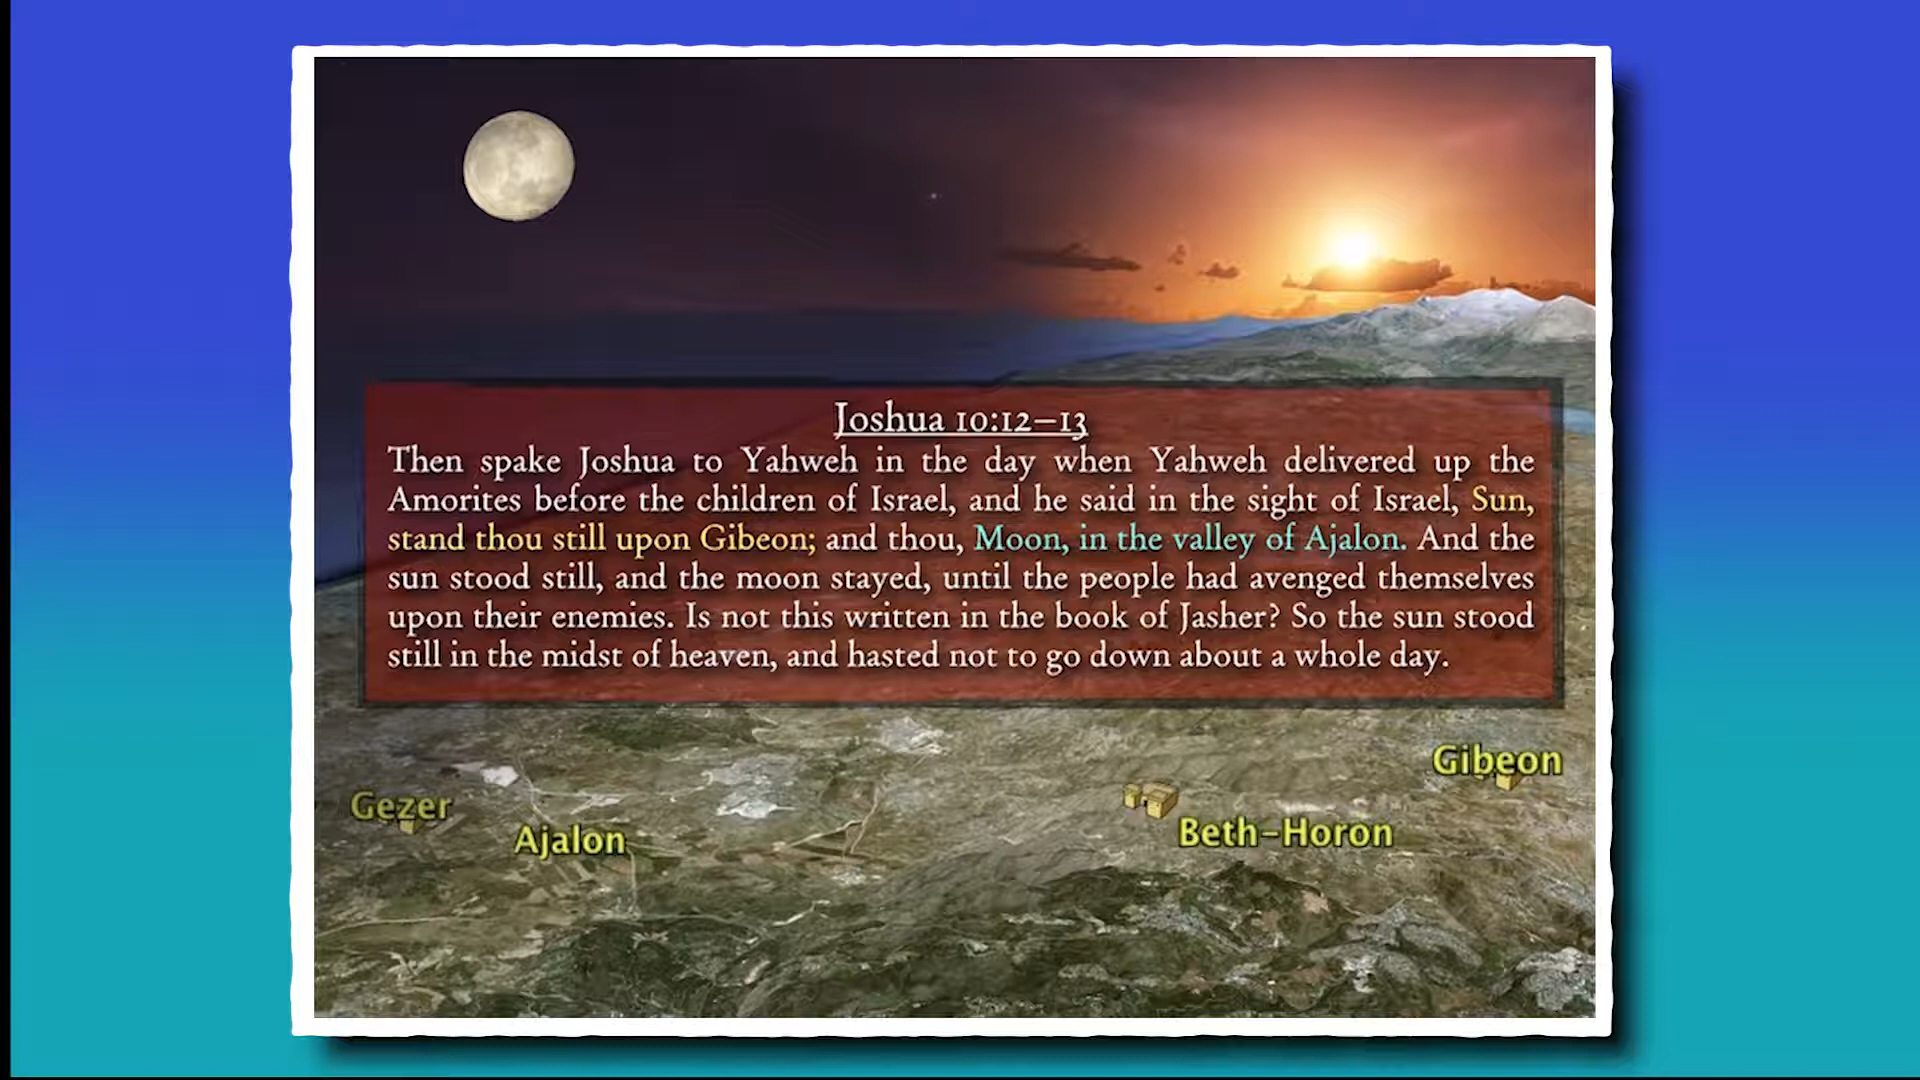 Joshua 10:12–13
Then spake Joshua to Yahweh in the day when Yahweh delivered up the
Amorites before the children of Israel, and he said in the sight of Israel, Sun,
stand thou still upon Gibeon; and thou, Moon, in the valley of Ajalon. And the
sun stood still, and the moon stayed, until the people had avenged themselves
upon their enemies. Is not this written in the book of Jasher? So the sun stood
still in the midst of heaven, and hasted not to go down about a whole day.
Gibeon
Gezer
Ajalon
Beth-Horon